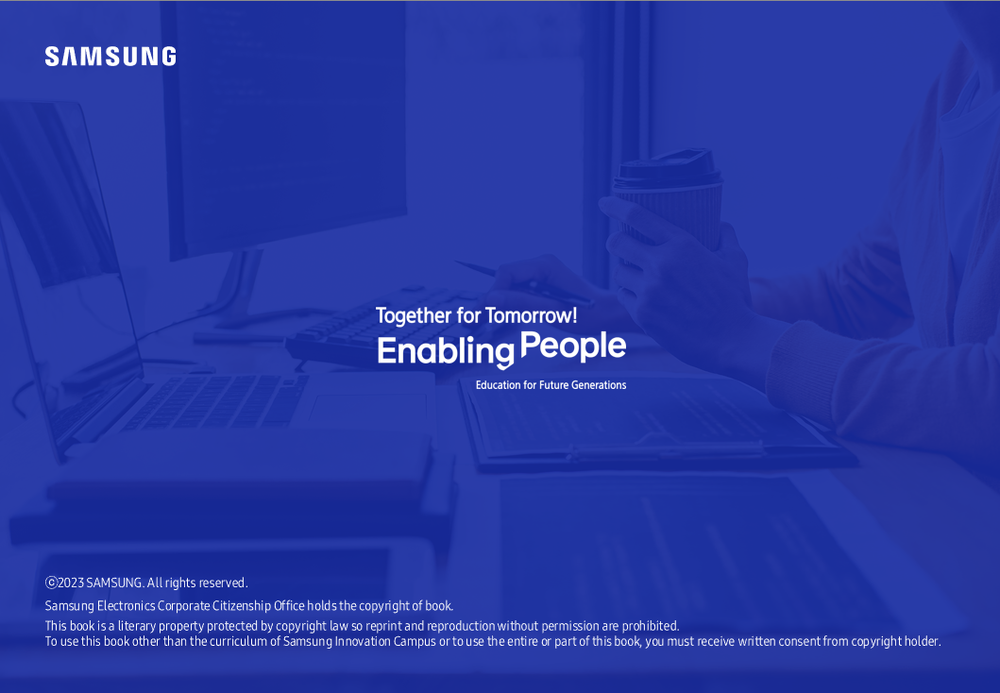 SAMSUNG
Together for Tomorrow!
Enabling People
Education for Future Generations
ⓒ2023 SAMSUNG. All rights reserved.
Samsung Electronics Corporate Citizenship Office holds the copyright of book.
This book is a literary property protected by copyright law so reprint and reproduction without permission are prohibited.
To use this book other than the curriculum of Samsung Innovation Campus or to use the entire or part of this book, you must receive written consent from copyright holder.